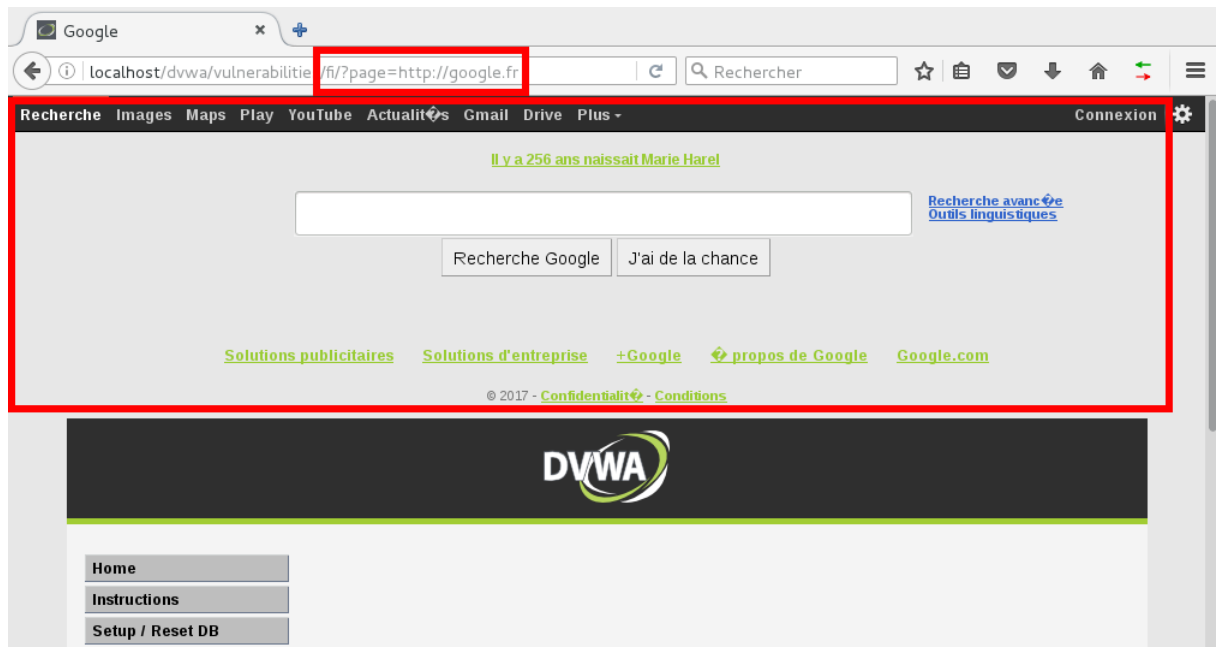 Google
localhost/dvwa/vulnerabilitie /fi/?page=http://google.fr
Rechercher
Recherche Images Maps Play YouTube Actualit�s Gmail Drive Plus
Connexion
Il y a 256 ans naissait Marie Harel
Recherche avanc�e
Outils linguistiques
Recherche Google
J'ai de la chance
Solutions publicitaires Solutions d'entreprise +Google � propos de Google Google.com
© 2017 - Confidentialit� - Conditions
DVWA
Home
Instructions
Setup / Reset DB